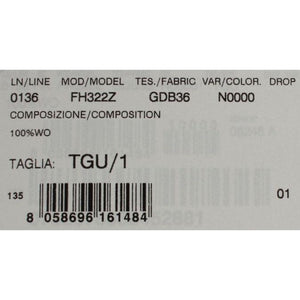 LN/LINE MOD/MODEL TES./FABRIC VAR/COLOR. DROP
0136 FH322Z GDB36 N0000
COMPOSIZIONE/COMPOSITION
100%WO
TAGLIA: TGU/1
135 01
8 058696 161484